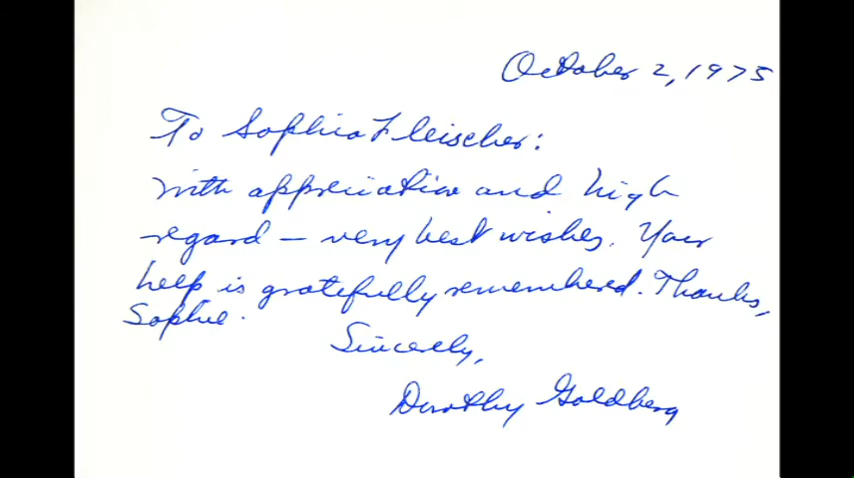 October 2, 1975
To Sophia Fleischer:
With appreciation and high
regard – very best wishes. Your
help is gratefully remembered. Thanks,
Sophie.
Sincerely,
Dorothy Goldberg